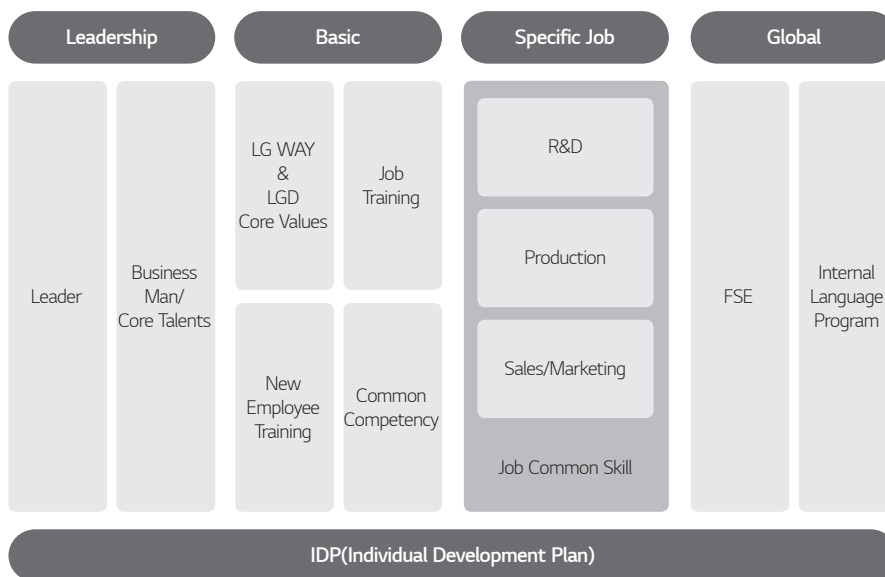 Leadership
Basic
Specific Job
Global
Leader
Business
Man/
Core Talents
LG WAY
&
LGD
Core Values
Job
Training
New
Employee
Training
Common
Competency
R&D
Production
Sales/Marketing
Job Common Skill
FSE
Internal
Language
Program
IDP(Individual Development Plan)